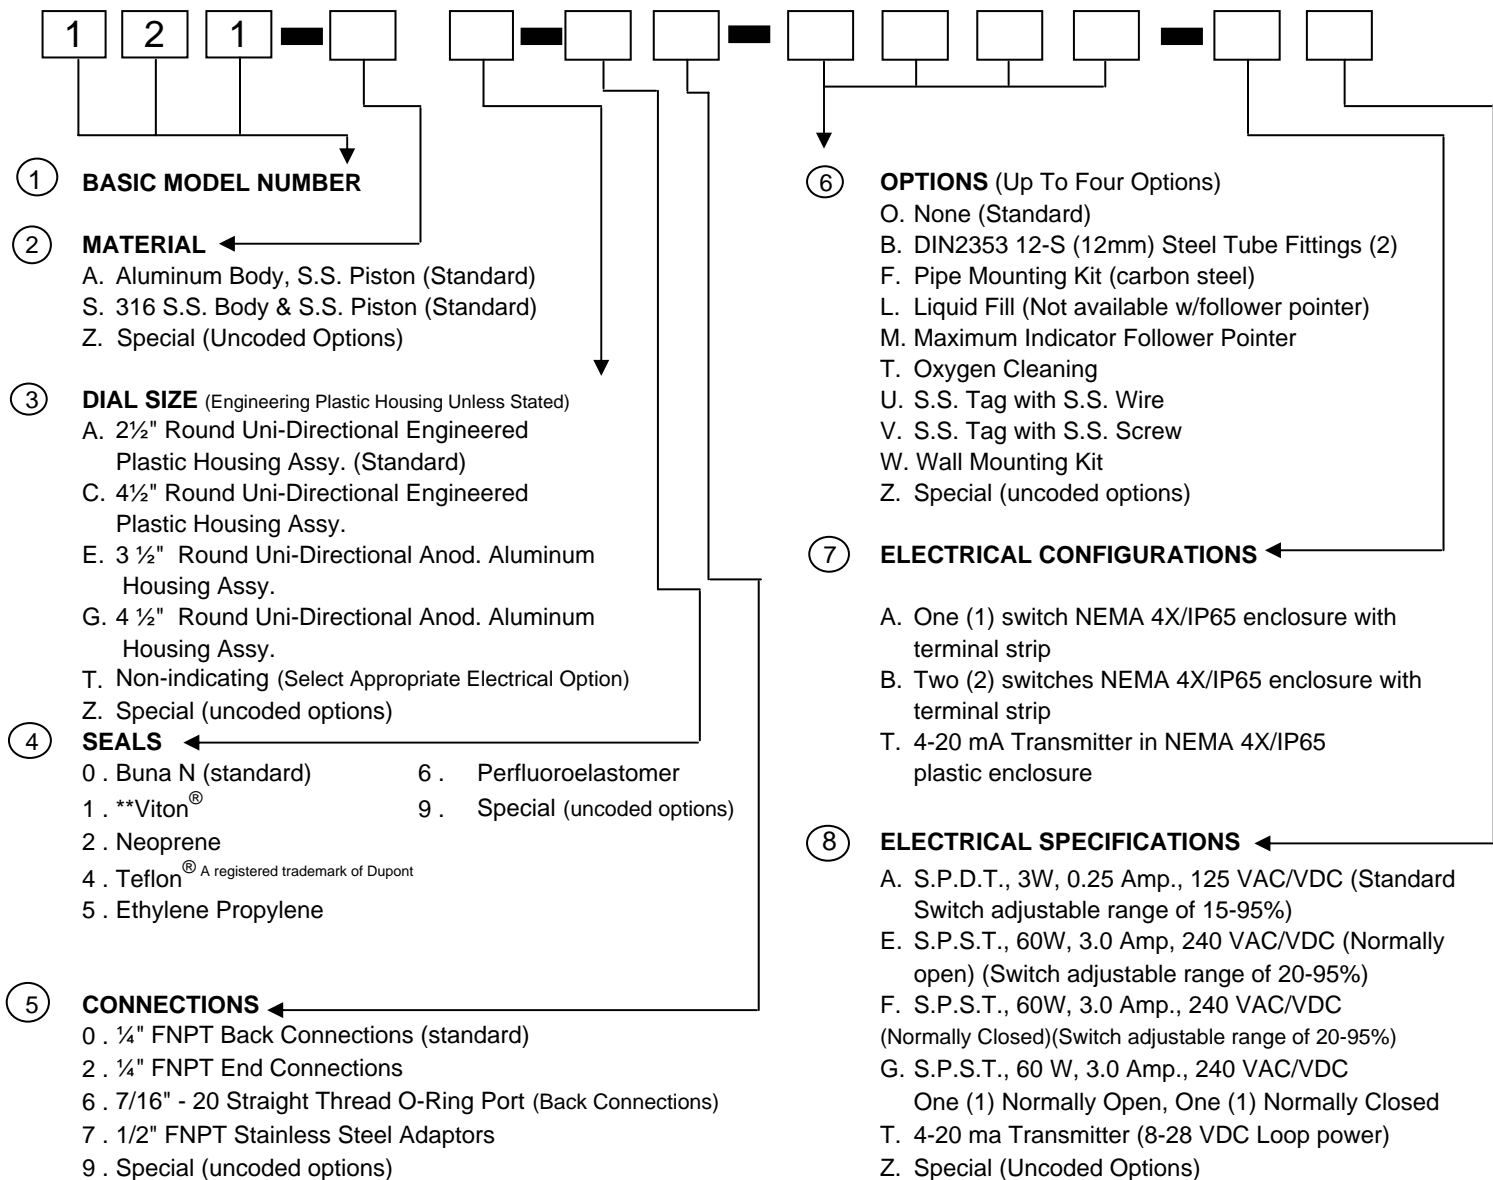 1 2 1
1 BASIC MODEL NUMBER
2 MATERIAL
A. Aluminum Body, S.S. Piston (Standard)
S. 316 S.S. Body & S.S. Piston (Standard)
Z. Special (Uncoded Options)
3 DIAL SIZE (Engineering Plastic Housing Unless Stated)
A. 2½" Round Uni-Directional Engineered
Plastic Housing Assy. (Standard)
C. 4½" Round Uni-Directional Engineered
Plastic Housing Assy.
E. 3 ½" Round Uni-Directional Anod. Aluminum
Housing Assy.
G. 4 ½" Round Uni-Directional Anod. Aluminum
Housing Assy.
T. Non-indicating (Select Appropriate Electrical Option)
Z. Special (uncoded options)
4 SEALS
0 . Buna N (standard) 6 . Perfluoroelastomer
1 . **Viton® 9 . Special (uncoded options)
2 . Neoprene
4 . Teflon® A registered trademark of Dupont
5 . Ethylene Propylene
5 CONNECTIONS
0 . ¼" FNPT Back Connections (standard)
2 . ¼" FNPT End Connections
6 . 7/16" - 20 Straight Thread O-Ring Port (Back Connections)
7 . 1/2" FNPT Stainless Steel Adaptors
9 . Special (uncoded options)
6 OPTIONS (Up To Four Options)
O. None (Standard)
B. DIN2353 12-S (12mm) Steel Tube Fittings (2)
F. Pipe Mounting Kit (carbon steel)
L. Liquid Fill (Not available w/follower pointer)
M. Maximum Indicator Follower Pointer
T. Oxygen Cleaning
U. S.S. Tag with S.S. Wire
V. S.S. Tag with S.S. Screw
W. Wall Mounting Kit
Z. Special (uncoded options)
7 ELECTRICAL CONFIGURATIONS
A. One (1) switch NEMA 4X/IP65 enclosure with
terminal strip
B. Two (2) switches NEMA 4X/IP65 enclosure with
terminal strip
T. 4-20 mA Transmitter in NEMA 4X/IP65
plastic enclosure
8 ELECTRICAL SPECIFICATIONS
A. S.P.D.T., 3W, 0.25 Amp., 125 VAC/VDC (Standard
Switch adjustable range of 15-95%)
E. S.P.S.T., 60W, 3.0 Amp, 240 VAC/VDC (Normally
open) (Switch adjustable range of 20-95%)
F. S.P.S.T., 60W, 3.0 Amp., 240 VAC/VDC
(Normally Closed)(Switch adjustable range of 20-95%)
G. S.P.S.T., 60 W, 3.0 Amp., 240 VAC/VDC
One (1) Normally Open, One (1) Normally Closed
T. 4-20 ma Transmitter (8-28 VDC Loop power)
Z. Special (Uncoded Options)